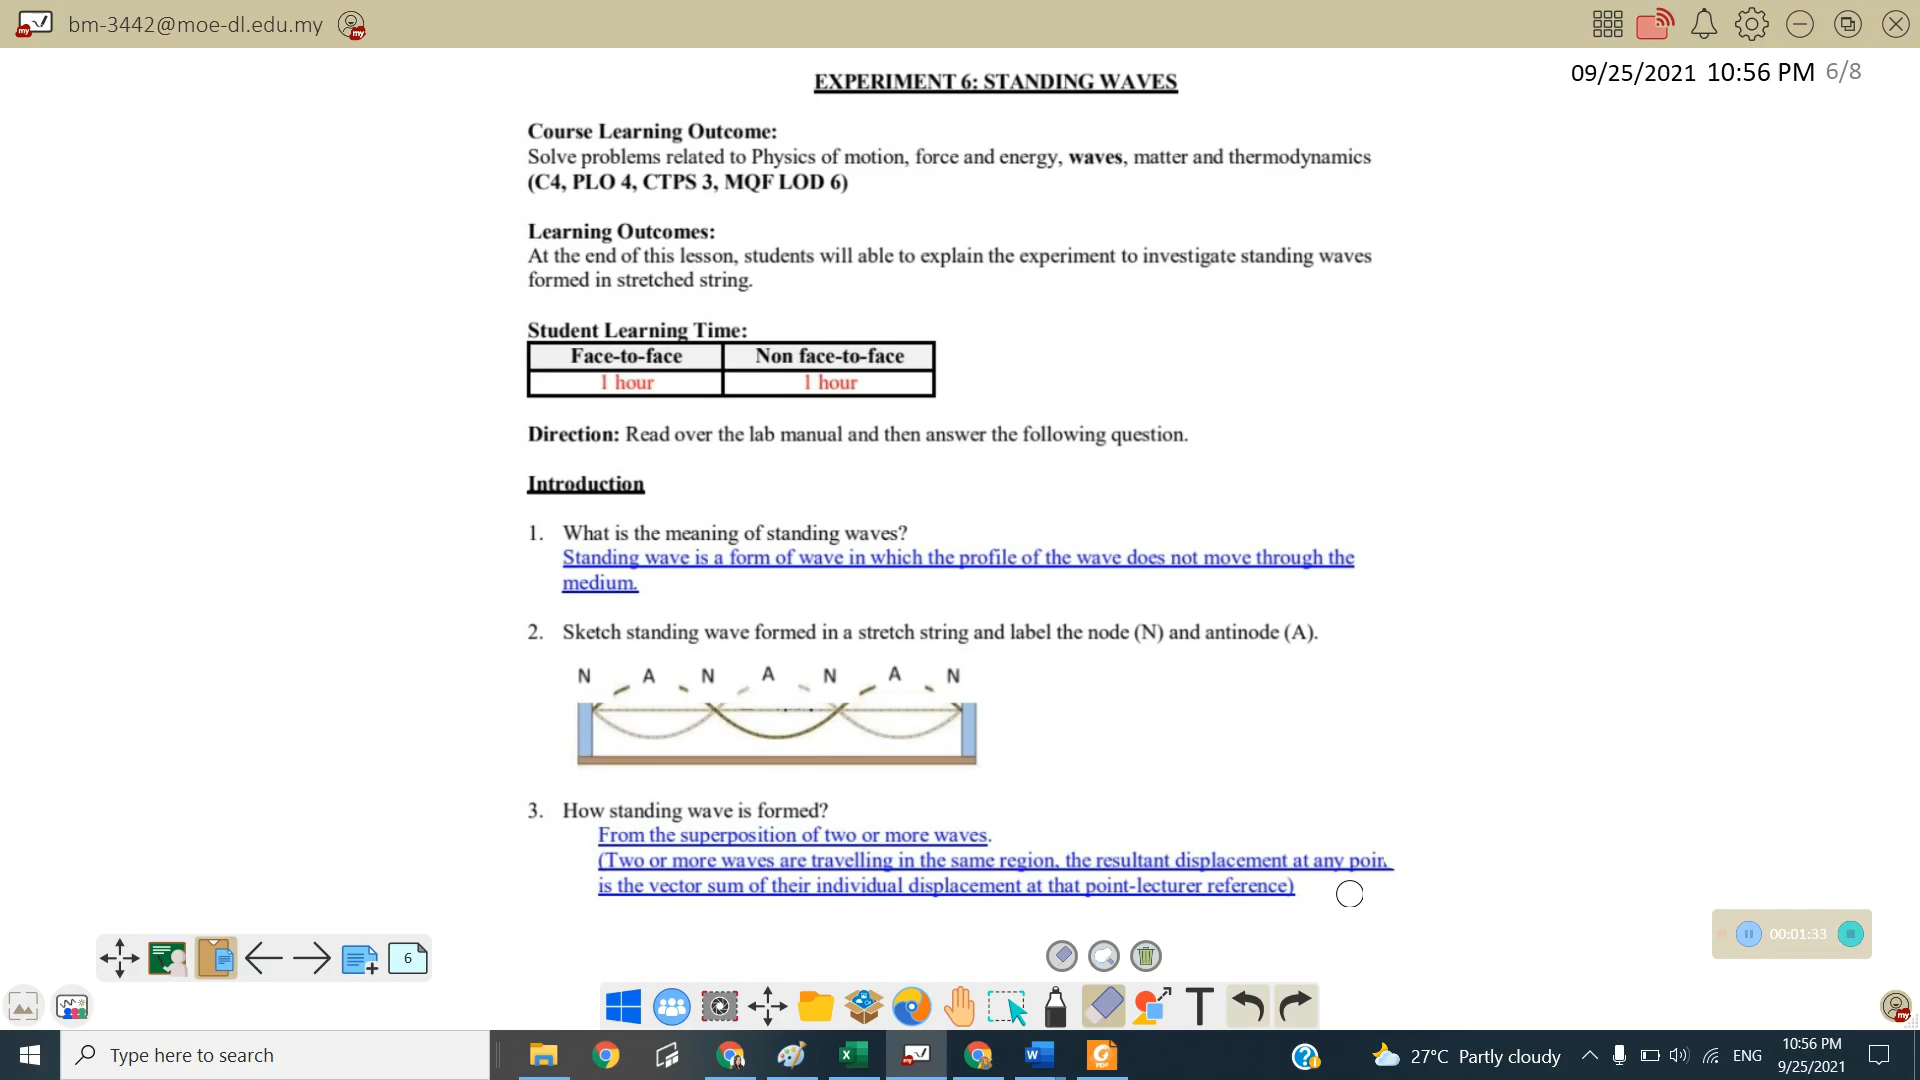 bm-3442@moe-dl.edu.my
09/25/2021 10:56 PM 6/8
EXPERIMENT 6: STANDING WAVES
Course Learning Outcome:
Solve problems related to Physics of motion, force and energy, waves, matter and thermodynamics
(C4, PLO 4, CTPS 3, MQF LOD 6)
Learning Outcomes:
At the end of this lesson, students will able to explain the experiment to investigate standing waves
formed in stretched string.
Student Learning Time:
Face-to-face Non face-to-face
1 hour 1 hour
Direction: Read over the lab manual and then answer the following question.
Introduction
1. What is the meaning of standing waves?
Standing wave is a form of wave in which the profile of the wave does not move through the
medium.
2. Sketch standing wave formed in a stretch string and label the node (N) and antinode (A).
N A N A N A N
3. How standing wave is formed?
From the superposition of two or more waves.
(Two or more waves are travelling in the same region, the resultant displacement at any
is the vector sum of their individual displacement at that point-lecturer reference)
00:01:33
6
Type here to search
27°C Partly cloudy
ENG
10:56 PM
9/25/2021